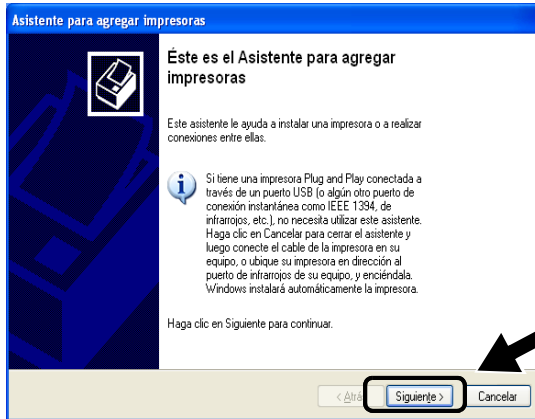 Asistente para agregar impresoras
Éste es el Asistente para agregar
impresoras
Este asistente le ayuda a instalar una impresora o a realizar
conexiones entre ellas.
Si tiene una impresora Plug and Play conectada a
través de un puerto USB (o algún otro puerto de
conexión instantánea como IEEE 1394, de
infrarrojos, etc.), no necesita utilizar este asistente.
Haga clic en Cancelar para cerrar el asistente y
luego conecte el cable de la impresora en su
equipo, o ubique su impresora en dirección al
puerto de infrarrojos de su equipo, y enciéndala.
Windows instalará automáticamente la impresora.
Haga clic en Siguiente para continuar.
< Atrá Siguiente > Cancelar